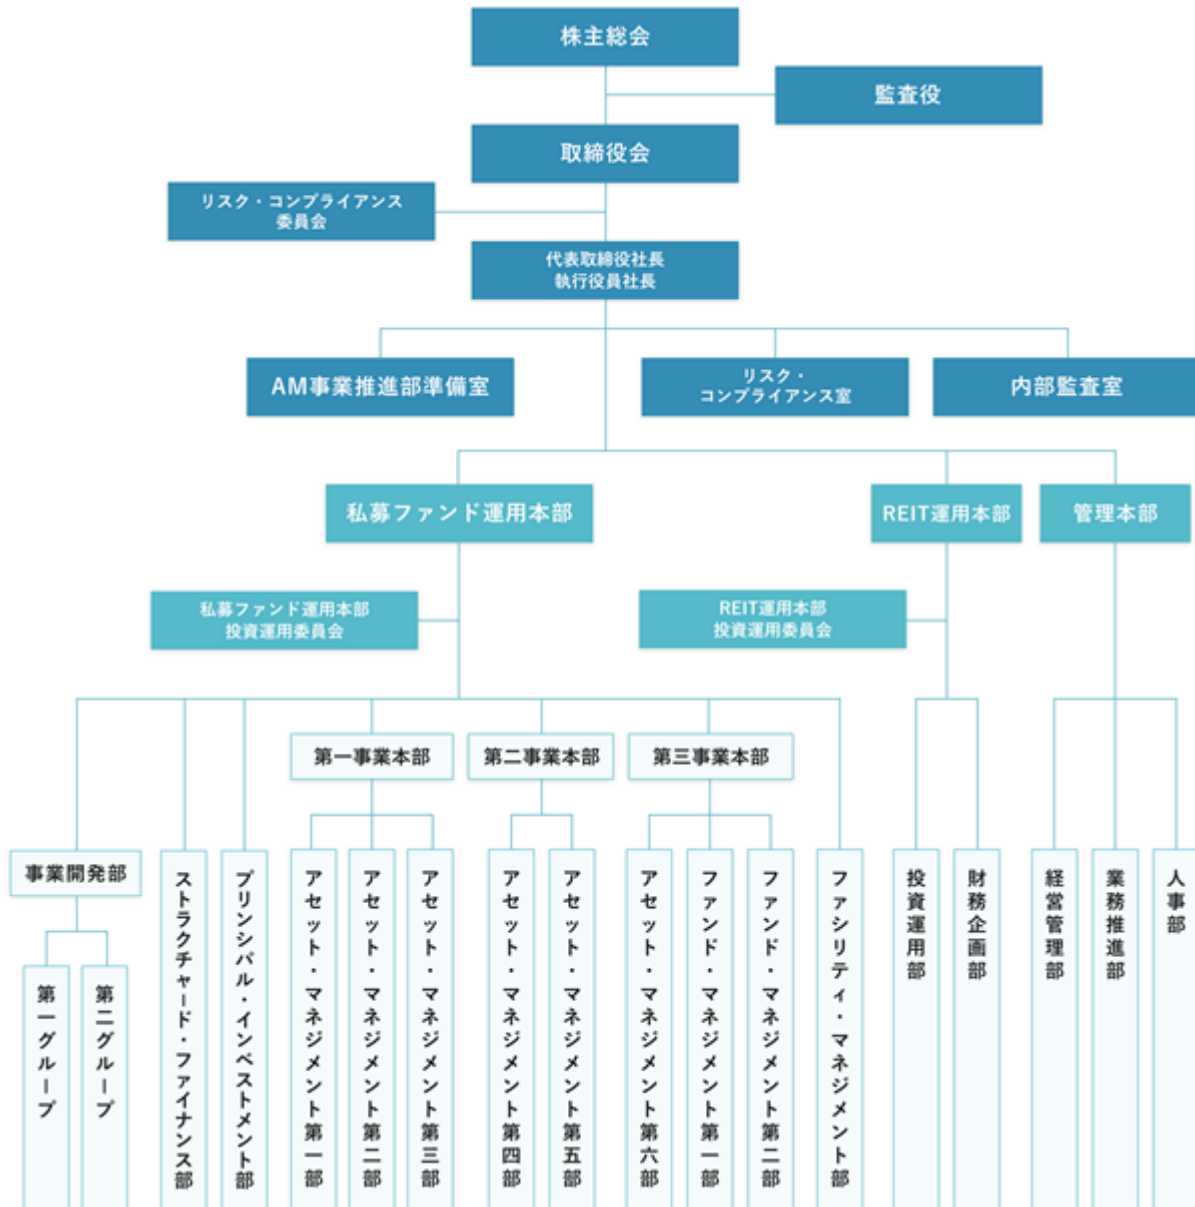 株主総会
監査役
取締役会
リスク・コンプライアンス
委員会
代表取締役社長
執行役員社長
AM事業推進部準備室
リスク・
コンプライアンス室
内部監査室
私募ファンド運用本部
REIT運用本部
管理本部
私募ファンド運用本部
投資運用委員会
REIT運用本部
投資運用委員会
第一事業本部
第二事業本部
第三事業本部
事業開発部
第一グループ
第二グループ
ストラクチャード・ファイナンス部
プリンシパル・インベストメント部
アセット・マネジメント第一部
アセット・マネジメント第二部
アセット・マネジメント第三部
アセット・マネジメント第四部
アセット・マネジメント第五部
アセット・マネジメント第六部
ファンド・マネジメント第一部
ファンド・マネジメント第二部
ファシリティ・マネジメント部
投資運用部
財務企画部
経営管理部
業務推進部
人事部